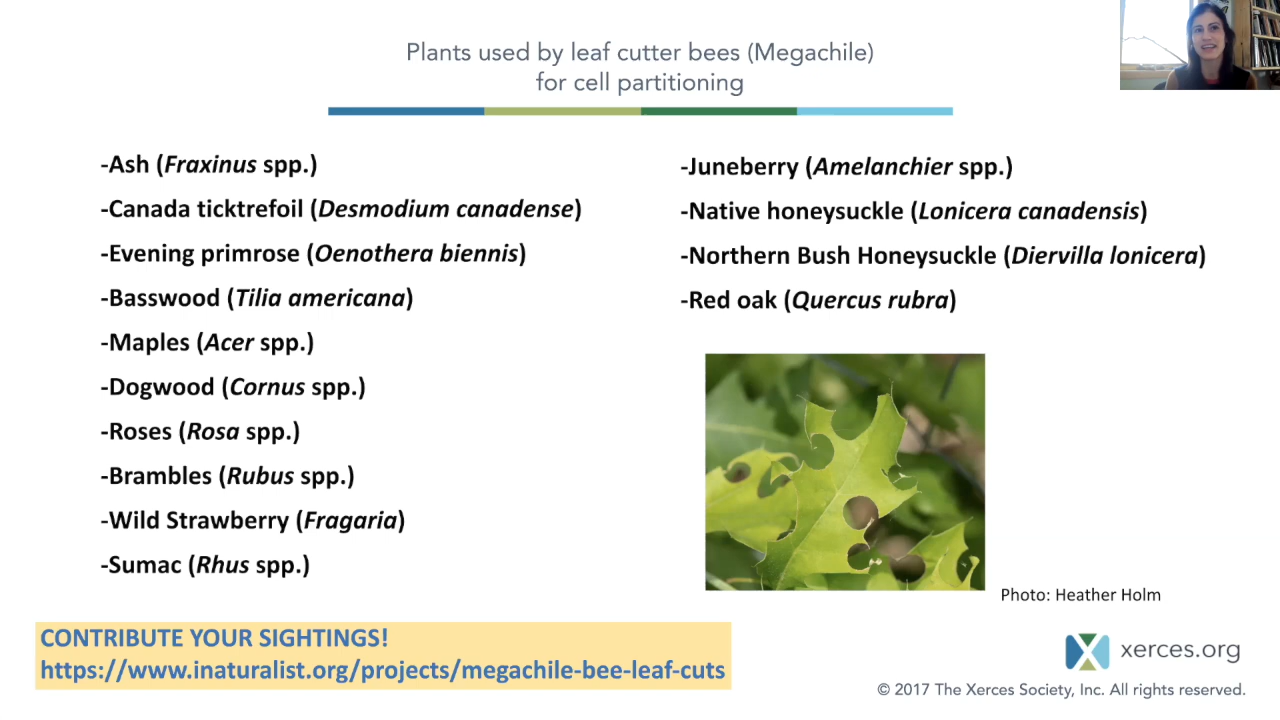 Plants used by leaf cutter bees (Megachile)
for cell partitioning
-Ash (Fraxinus spp.)
-Canada ticktrefoil (Desmodium canadense)
-Evening primrose (Oenothera biennis)
-Basswood (Tilia americana)
-Maples (Acer spp.)
-Dogwood (Cornus spp.)
-Roses (Rosa spp.)
-Brambles (Rubus spp.)
-Wild Strawberry (Fragaria)
-Sumac (Rhus spp.)
-Juneberry (Amelanchier spp.)
-Native honeysuckle (Lonicera canadensis)
-Northern Bush Honeysuckle (Diervilla lonicera)
-Red oak (Quercus rubra)
Photo: Heather Holm
CONTRIBUTE YOUR SIGHTINGS!
https://www.inaturalist.org/projects/megachile-bee-leaf-cuts
xerces.org
© 2017 The Xerces Society, Inc. All rights reserved.